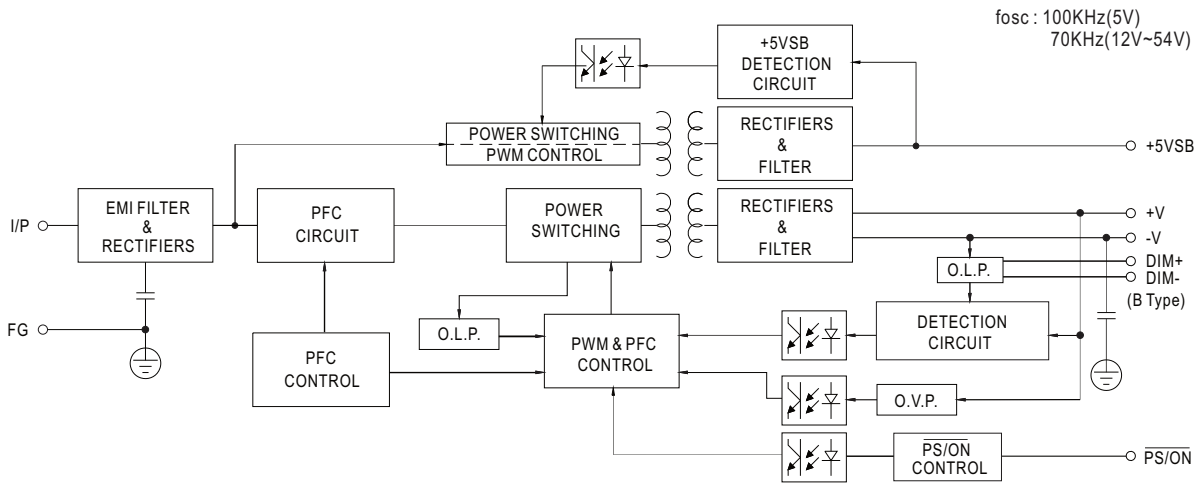 fosc : 100KHz(5V)
70KHz(12V~54V)
+5VSB
DETECTION
CIRCUIT
POWER SWITCHING
PWM CONTROL
RECTIFIERS
&
FILTER
+5VSB
I/P
EMI FILTER
&
RECTIFIERS
PFC
CIRCUIT
POWER
SWITCHING
RECTIFIERS
&
FILTER
+V
-V
DIM+
DIM-
(B Type)
O.L.P.
FG
O.L.P.
PFC
CONTROL
PWM & PFC
CONTROL
DETECTION
CIRCUIT
O.V.P.
PS/ON
CONTROL
PS/ON